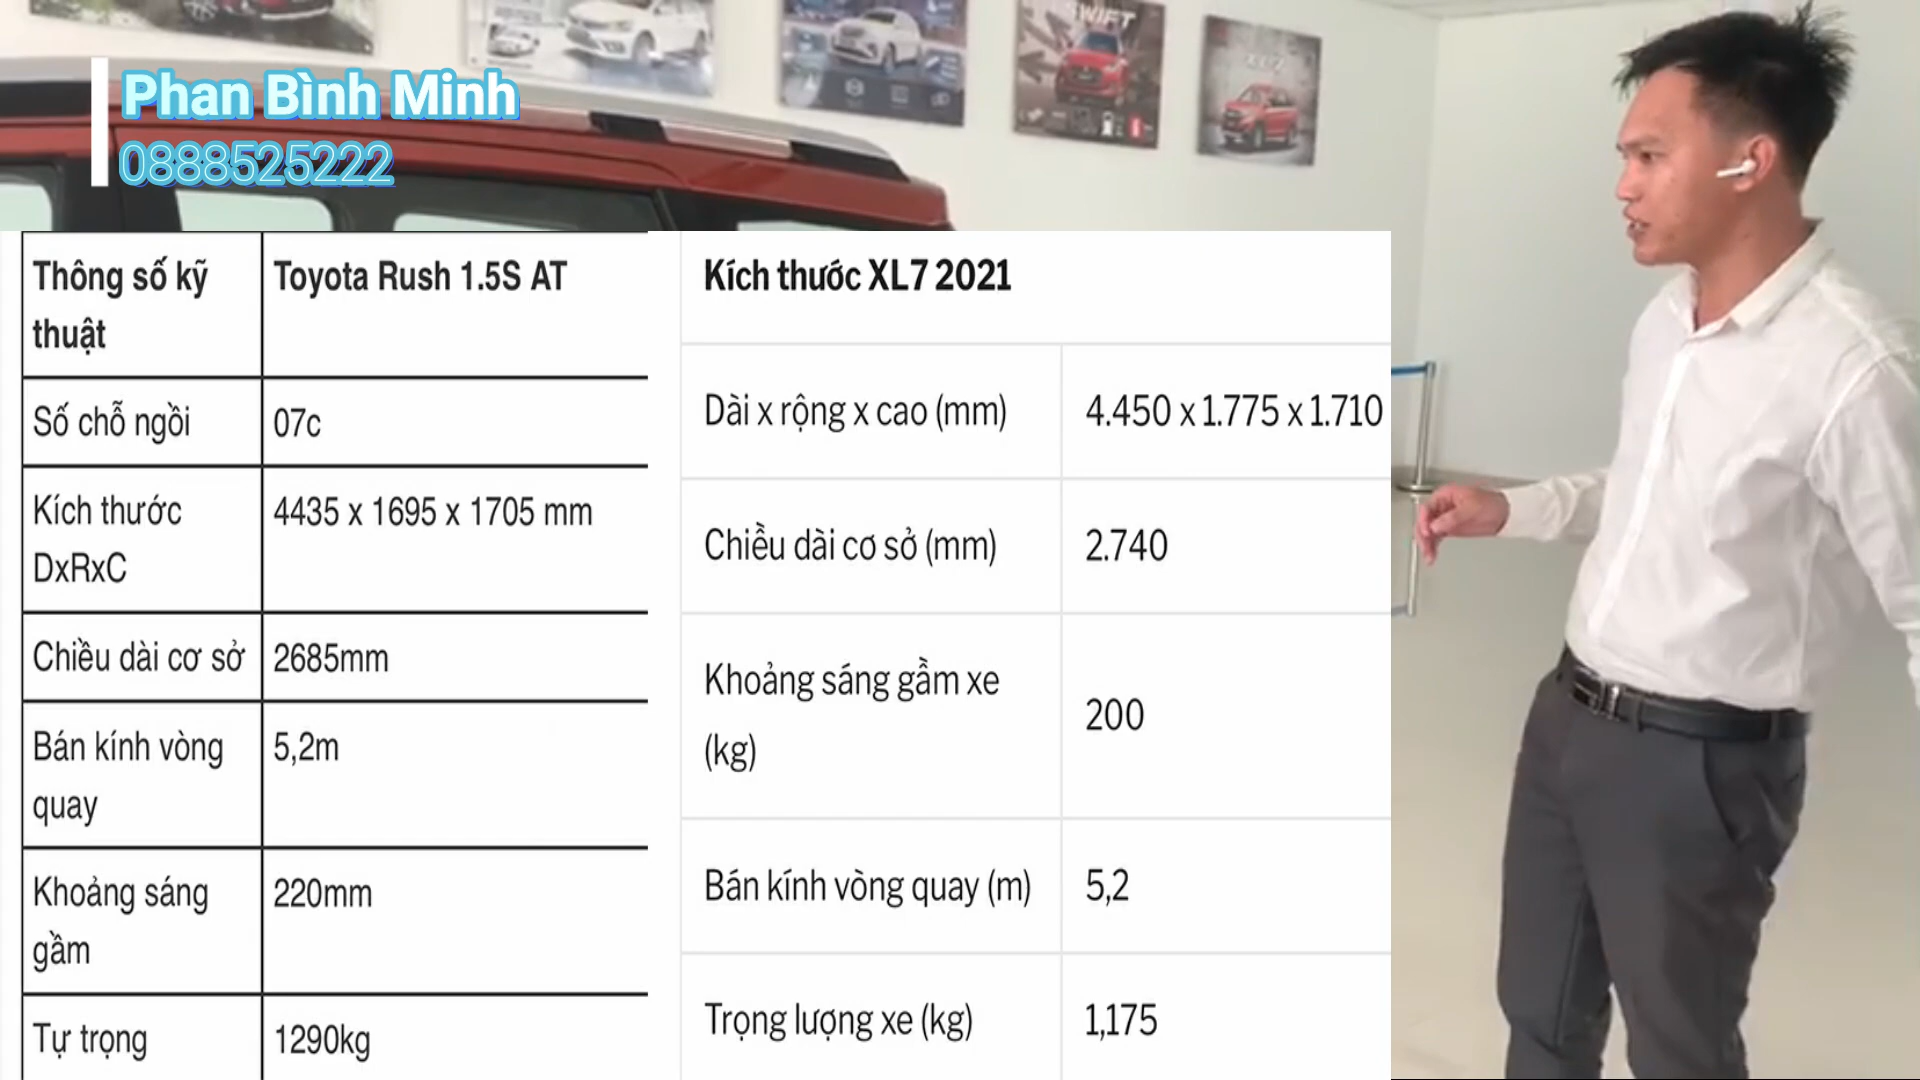 SWIFT
Phan Bình Minh
0888525222
Thông số kỹ
thuật
Toyota Rush 1.5S AT
Số chỗ ngồi
07c
Kích thước
DxRxC
4435 x 1695 x 1705 mm
Chiều dài cơ sở
2685mm
Bán kính vòng
quay
5,2m
Khoảng sáng
gầm
220mm
Tự trọng
1290kg
Kích thước XL7 2021
Dài x rộng x cao (mm)
4.450 x 1.775 x 1.710
Chiều dài cơ sở (mm)
2.740
Khoảng sáng gầm xe
(kg)
200
Bán kính vòng quay (m)
5,2
Trọng lượng xe (kg)
1,175